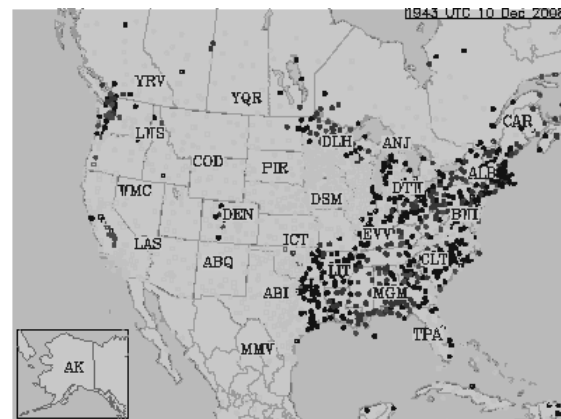 1943 UTC 10 Dec 2008
YRV
YQR
CAR
DLH
ANJ
LWS
COD
PIR
DTW
ALB
WMC
DSM
BWI
DEN
EVV
LAS
ICT
CLT
ABQ
LIT
ABI
MGM
TPA
MMV
AK